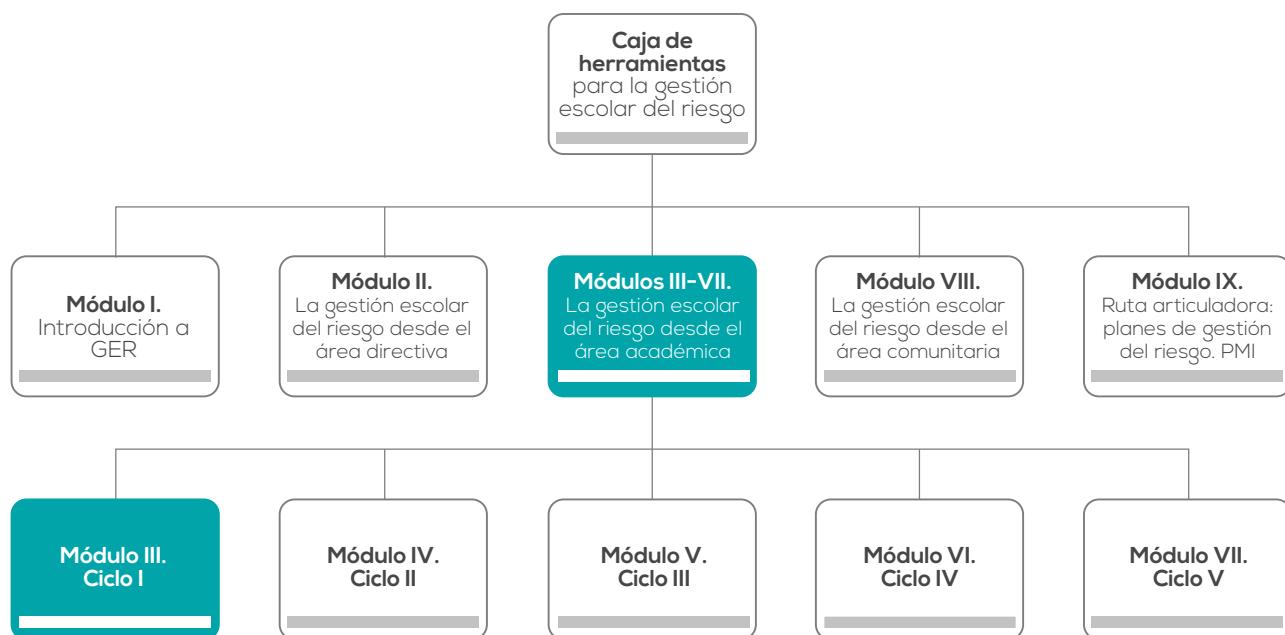 Caja de
herramientas
para la gestión
escolar del riesgo
Módulo I.
Introducción a
GER
Módulo II.
La gestión escolar
del riesgo desde el
área directiva
Módulos III-VII.
La gestión escolar
del riesgo desde el
área académica
Módulo VIII.
La gestión escolar
del riesgo desde el
área comunitaria
Módulo IX.
Ruta articuladora:
planes de gestión
del riesgo. PMI
Módulo III.
Ciclo I
Módulo IV.
Ciclo II
Módulo V.
Ciclo III
Módulo VI.
Ciclo IV
Módulo VII.
Ciclo V